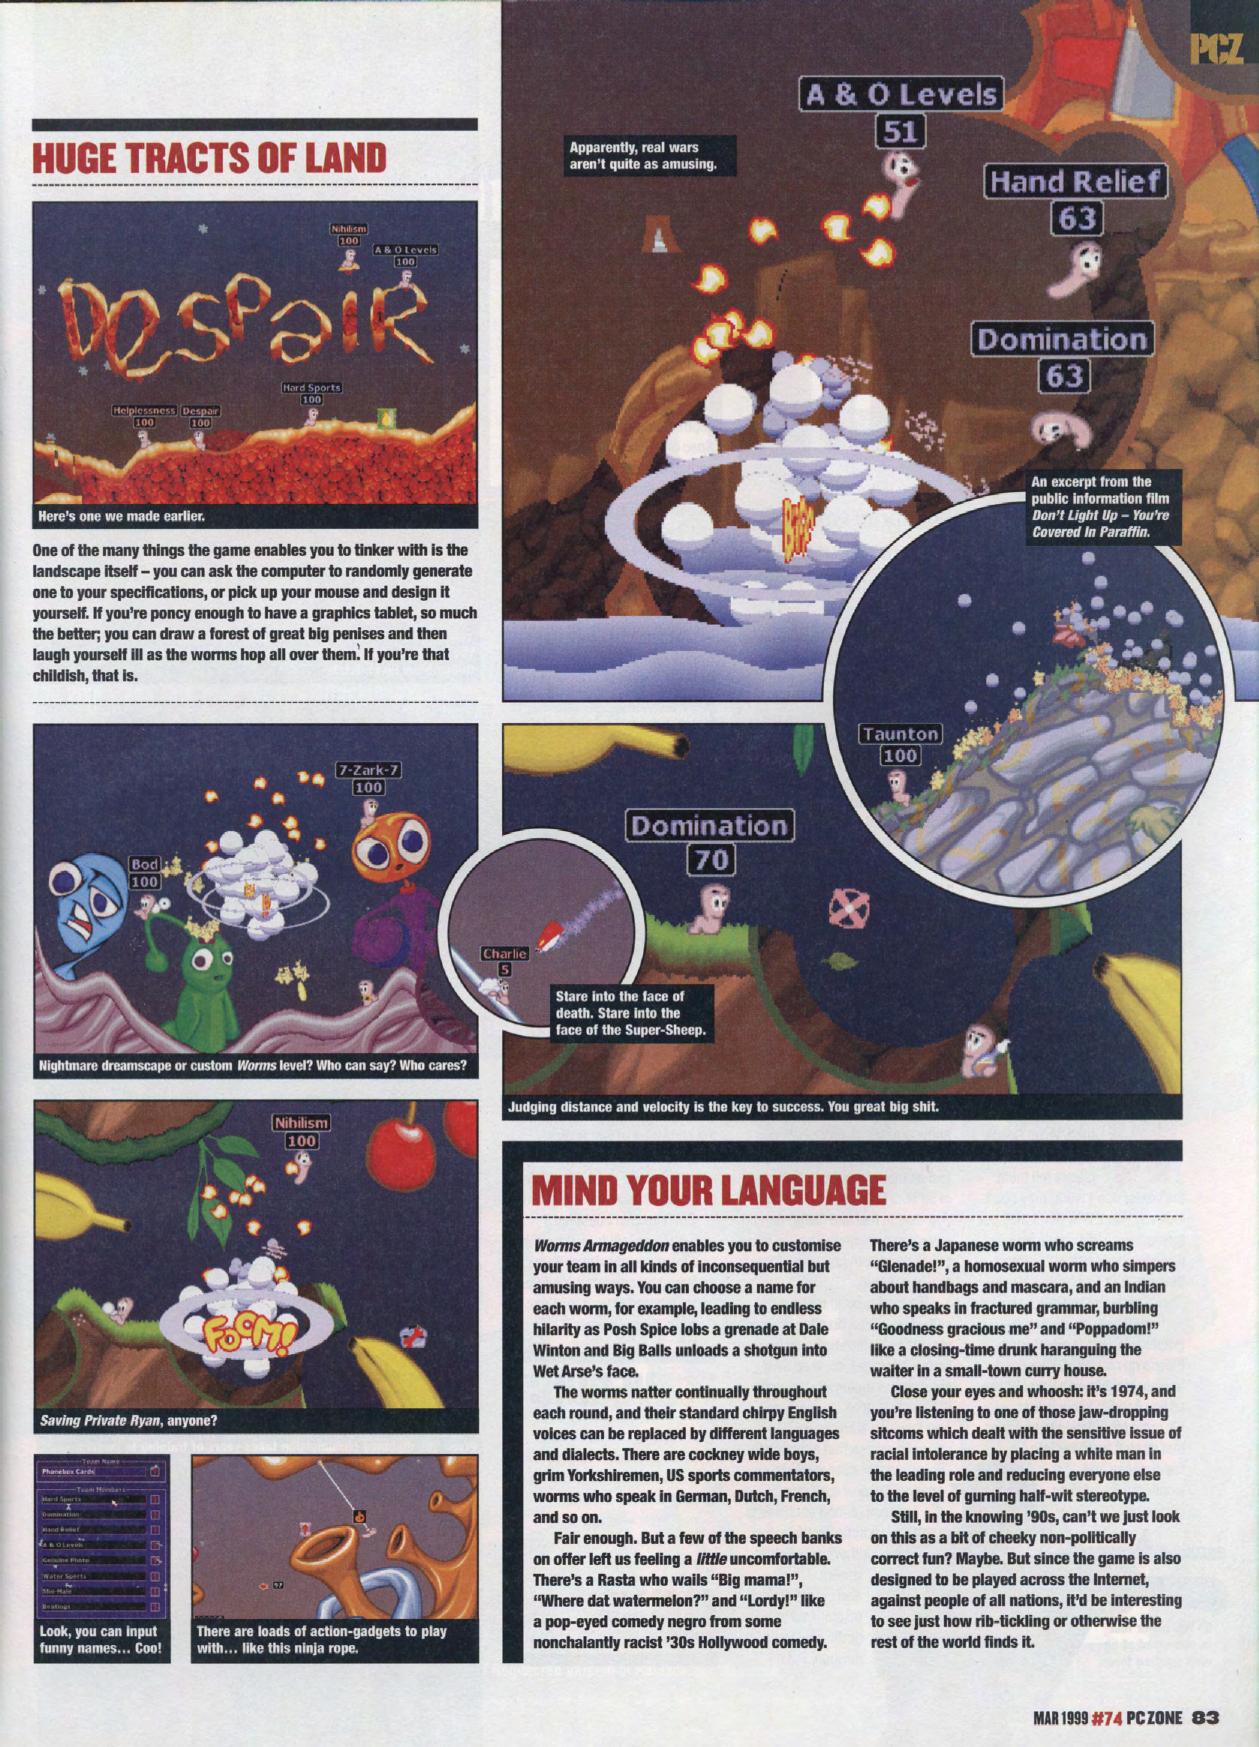 PCZ
HUGE TRACTS OF LAND
Nihilism
100
A & O Levels
100
DESPAIR
Hard Sports
100
Helplessness
100
Despair
100
Here's one we made earlier.
One of the many things the game enables you to tinker with is the
landscape itself – you can ask the computer to randomly generate
one to your specifications, or pick up your mouse and design it
yourself. If you're poncy enough to have a graphics tablet, so much
the better; you can draw a forest of great big penises and then
laugh yourself ill as the worms hop all over them. If you're that
childish, that is.
Apparently, real wars
aren't quite as amusing.
A & O Levels
51
Hand Relief
63
Domination
63
An excerpt from the
public information film
Don't Light Up – You're
Covered In Paraffin.
Taunton
100
7-Zark-7
100
Bod
100
Nightmare dreamscape or custom Worms level? Who can say? Who cares?
Domination
70
Charlie
5
Stare into the face of
death. Stare into the
face of the Super-Sheep.
Judging distance and velocity is the key to success. You great big shit.
Nihilism
100
FOOM!
Saving Private Ryan, anyone?
Team Name
Phonebox Cards
Team Members
Hard Sports
Domination
Hand Relief
A & O Levels
Genuine Photo
Water Sports
She-Male
Beatings
Look, you can input
funny names... Coo!
97
There are loads of action-gadgets to play
with... like this ninja rope.
MIND YOUR LANGUAGE
Worms Armageddon enables you to customise
your team in all kinds of inconsequential but
amusing ways. You can choose a name for
each worm, for example, leading to endless
hilarity as Posh Spice lobs a grenade at Dale
Winton and Big Balls unloads a shotgun into
Wet Arse's face.
The worms natter continually throughout
each round, and their standard chirpy English
voices can be replaced by different languages
and dialects. There are cockney wide boys,
grim Yorkshiremen, US sports commentators,
worms who speak in German, Dutch, French,
and so on.
Fair enough. But a few of the speech banks
on offer left us feeling a little uncomfortable.
There's a Rasta who wails “Big mama!”,
“Where dat watermelon?” and “Lordy!” like
a pop-eyed comedy negro from some
nonchalantly racist '30s Hollywood comedy.
There's a Japanese worm who screams
“Glenade!”, a homosexual worm who simpers
about handbags and mascara, and an Indian
who speaks in fractured grammar, burbling
“Goodness gracious me” and “Poppadom!”
like a closing-time drunk haranguing the
waiter in a small-town curry house.
Close your eyes and whoosh: it's 1974, and
you're listening to one of those jaw-dropping
sitcoms which dealt with the sensitive issue of
racial intolerance by placing a white man in
the leading role and reducing everyone else
to the level of gurning half-wit stereotype.
Still, in the knowing '90s, can't we just look
on this as a bit of cheeky non-politically
correct fun? Maybe. But since the game is also
designed to be played across the Internet,
against people of all nations, it'd be interesting
to see just how rib-tickling or otherwise the
rest of the world finds it.
MAR 1999 #74 PC ZONE 83